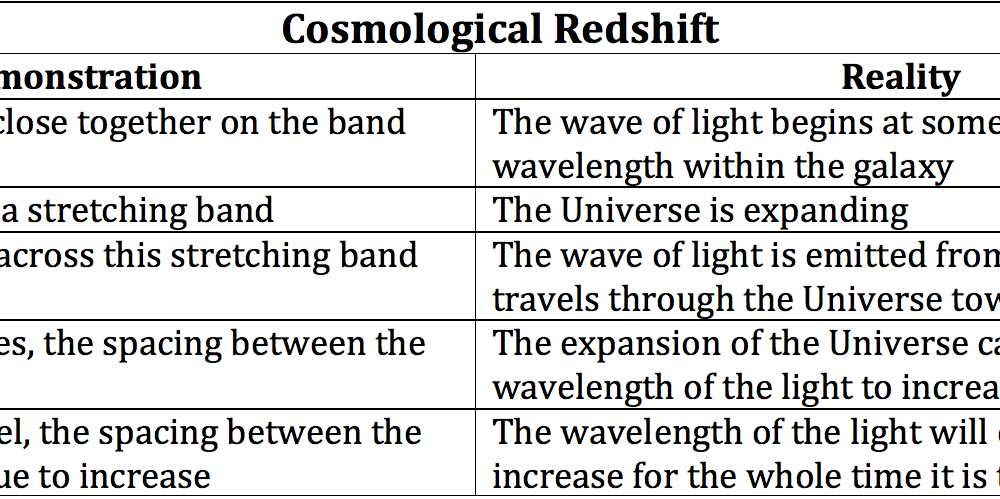 Cosmological Redshift
monstration
Reality
close together on the band
The wave of light begins at some
wavelength within the galaxy
a stretching band
The Universe is expanding
across this stretching band
The wave of light is emitted from
travels through the Universe tow
es, the spacing between the
The expansion of the Universe ca
wavelength of the light to increa
el, the spacing between the
ue to increase
The wavelength of the light will
increase for the whole time it is